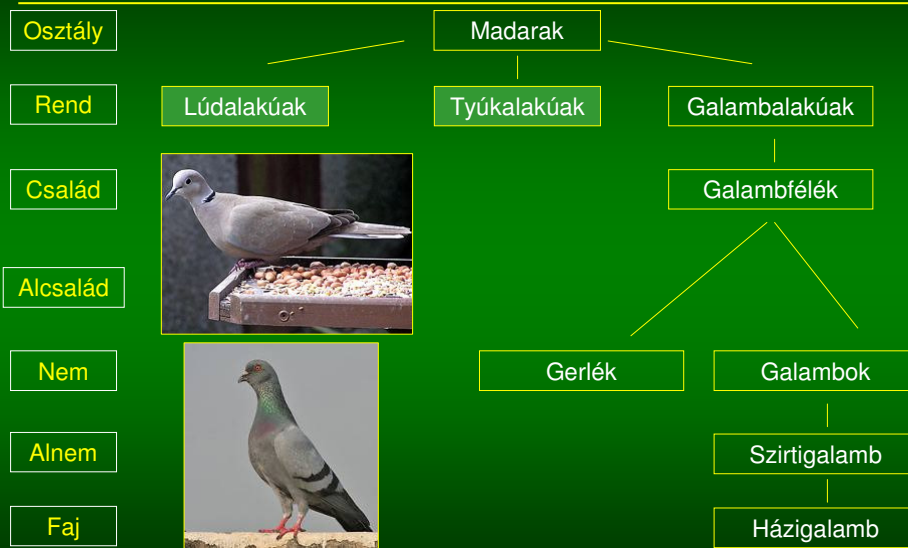 Osztály
Madarak
Rend
Lúdalakúak
Tyúkalakúak
Galambalakúak
Család
Galambfélék
Alcsalád
Nem
Gerlék
Galambok
Alnem
Szirtigalamb
Faj
Házigalamb